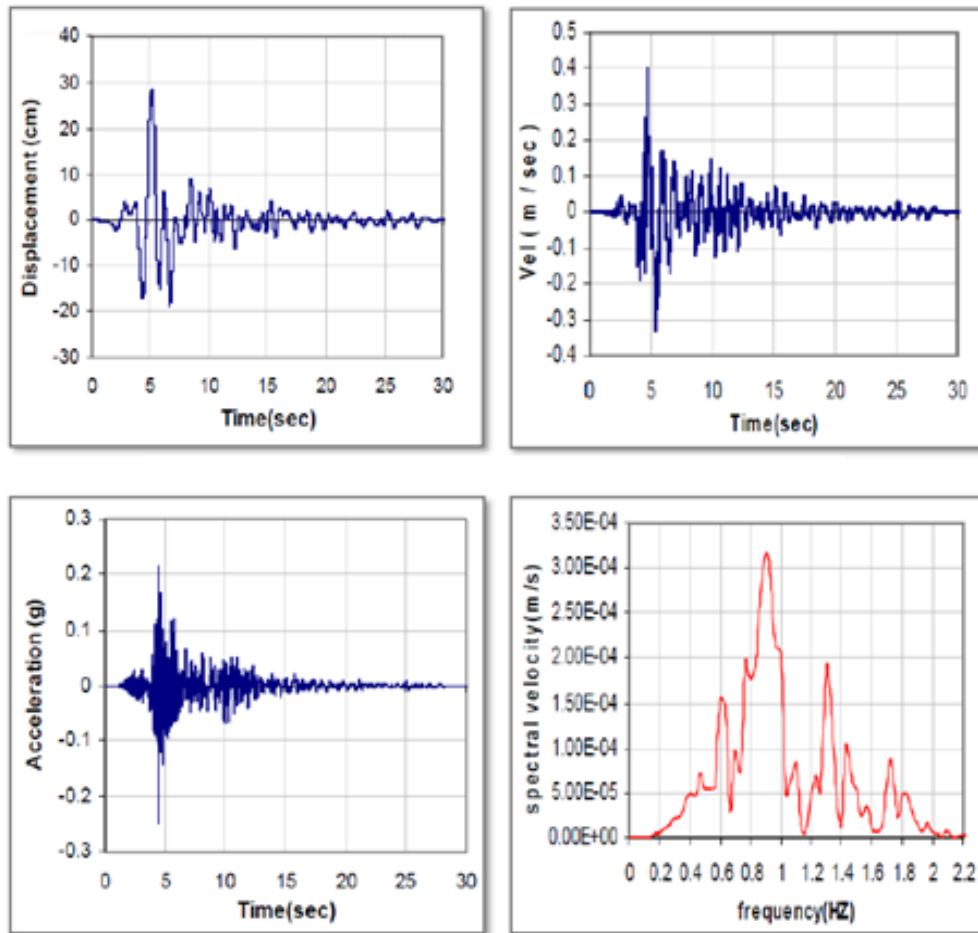 40
30
20
10
0
-10
-20
-30
Displacement (cm)
0 5 10 15 20 25 30
Time(sec)
0.5
0.4
0.3
0.2
0.1
0
-0.1
-0.2
-0.3
-0.4
Vel ( m / sec)
0 5 10 15 20 25 30
Time(sec)
0.3
0.2
0.1
0
-0.1
-0.2
-0.3
Acceleration (g)
0 5 10 15 20 25 30
Time(sec)
3.50E-04
3.00E-04
2.50E-04
2.00E-04
1.50E-04
1.00E-04
5.00E-05
0.00E+00
spectral velocity(m/s)
0 0.2 0.4 0.6 0.8 1 1.2 1.4 1.6 1.8 2 2.2
frequency(HZ)